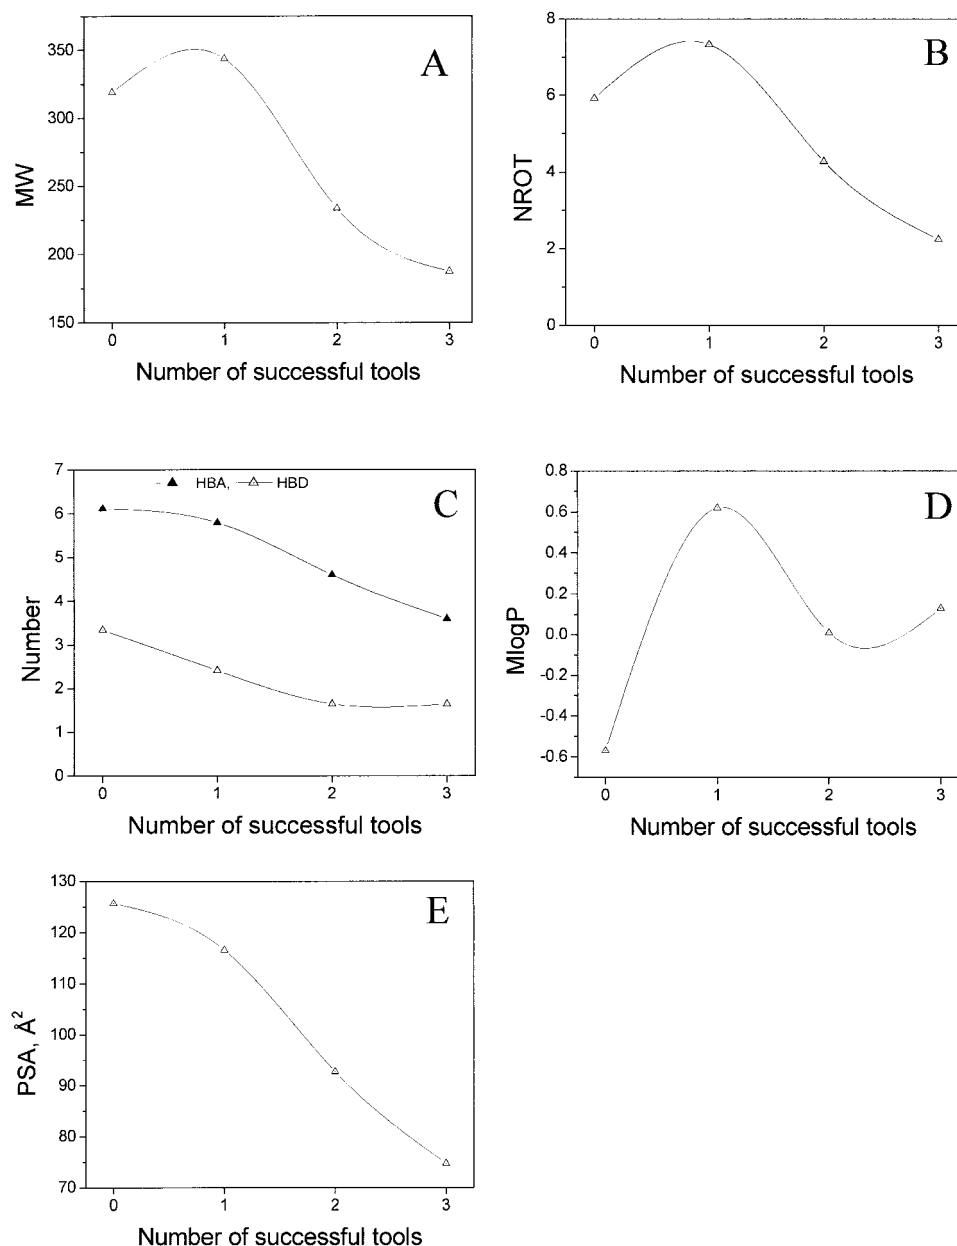 A
MW
350
300
250
200
150
0 1 2 3
Number of successful tools
B
NROT
8
6
4
2
0
0 1 2 3
Number of successful tools
C
HBA, HBD
Number
7
6
5
4
3
2
1
0
0 1 2 3
Number of successful tools
D
MlogP
0.8
0.6
0.4
0.2
0.0
-0.2
-0.4
-0.6
0 1 2 3
Number of successful tools
E
PSA, Å²
130
120
110
100
90
80
70
0 1 2 3
Number of successful tools